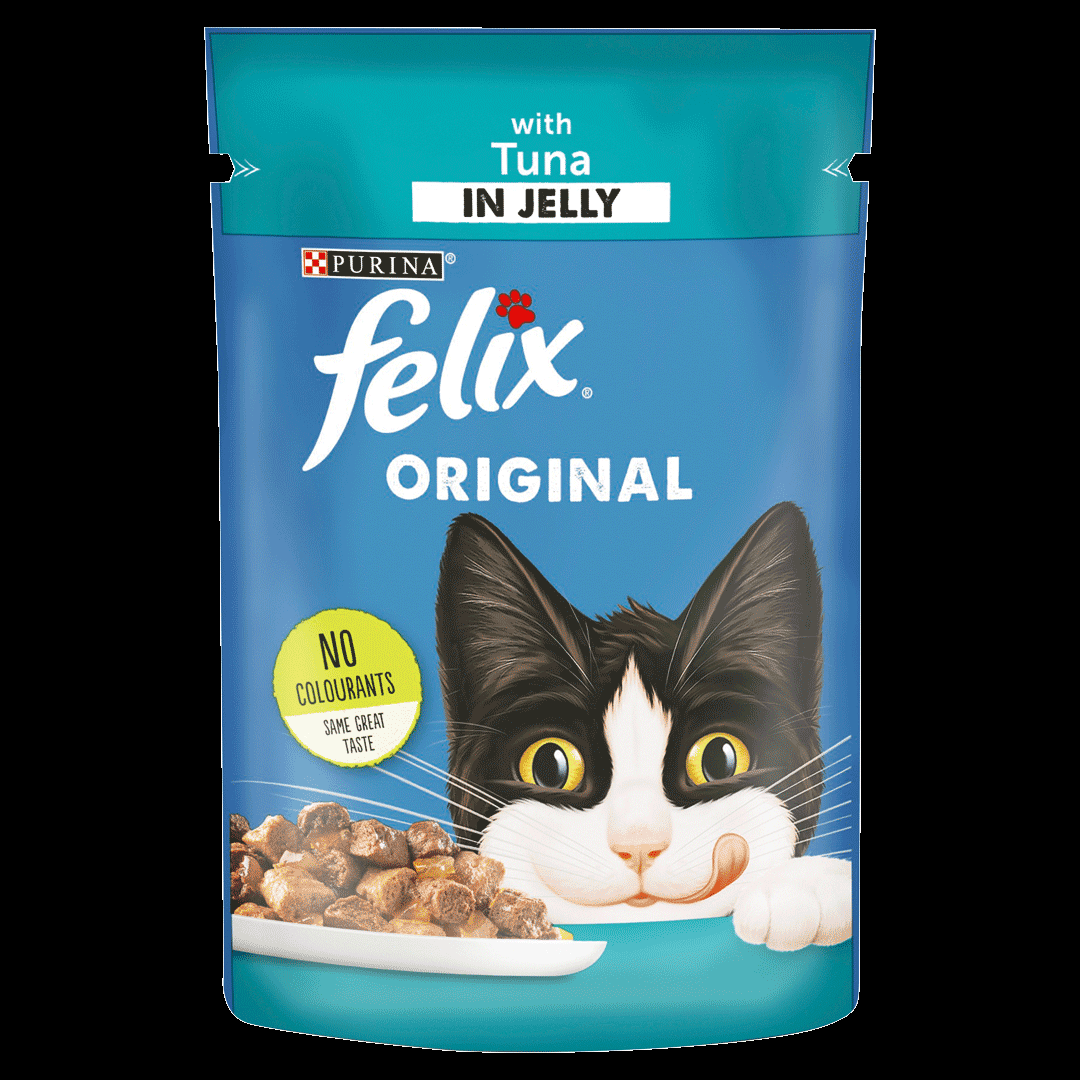 with
Tuna
IN JELLY
PURINA®
felix®
ORIGINAL
NO
COLOURANTS
SAME GREAT
TASTE